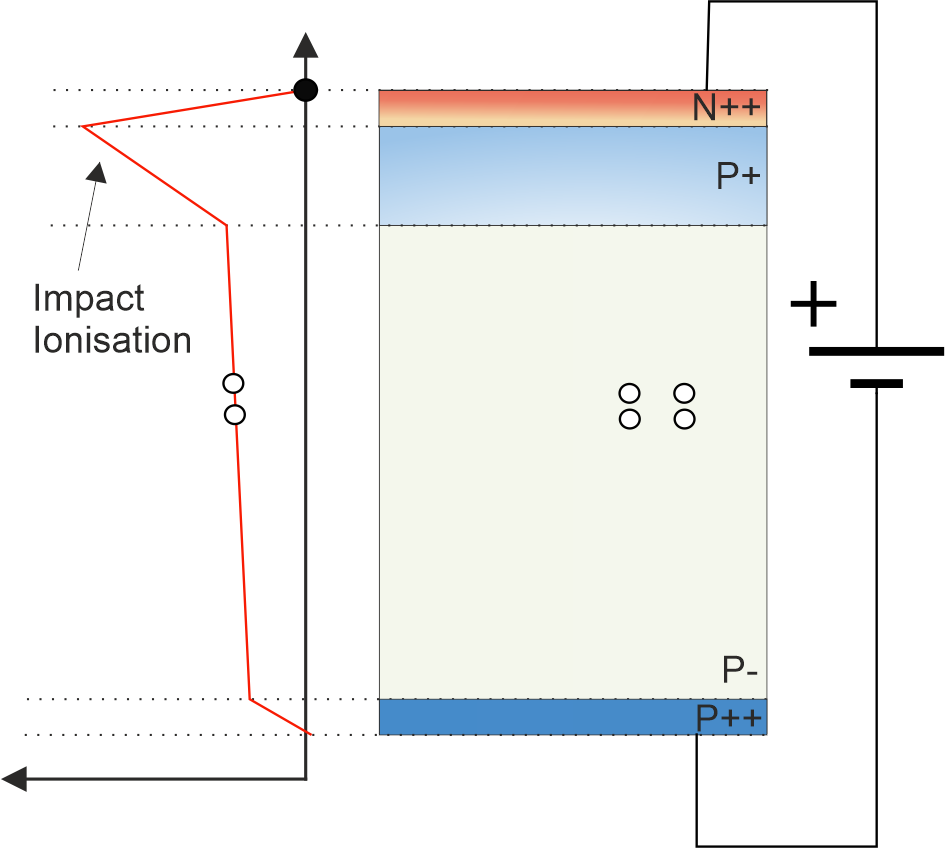 N++
P+
Impact
Ionisation
+
P-
P++